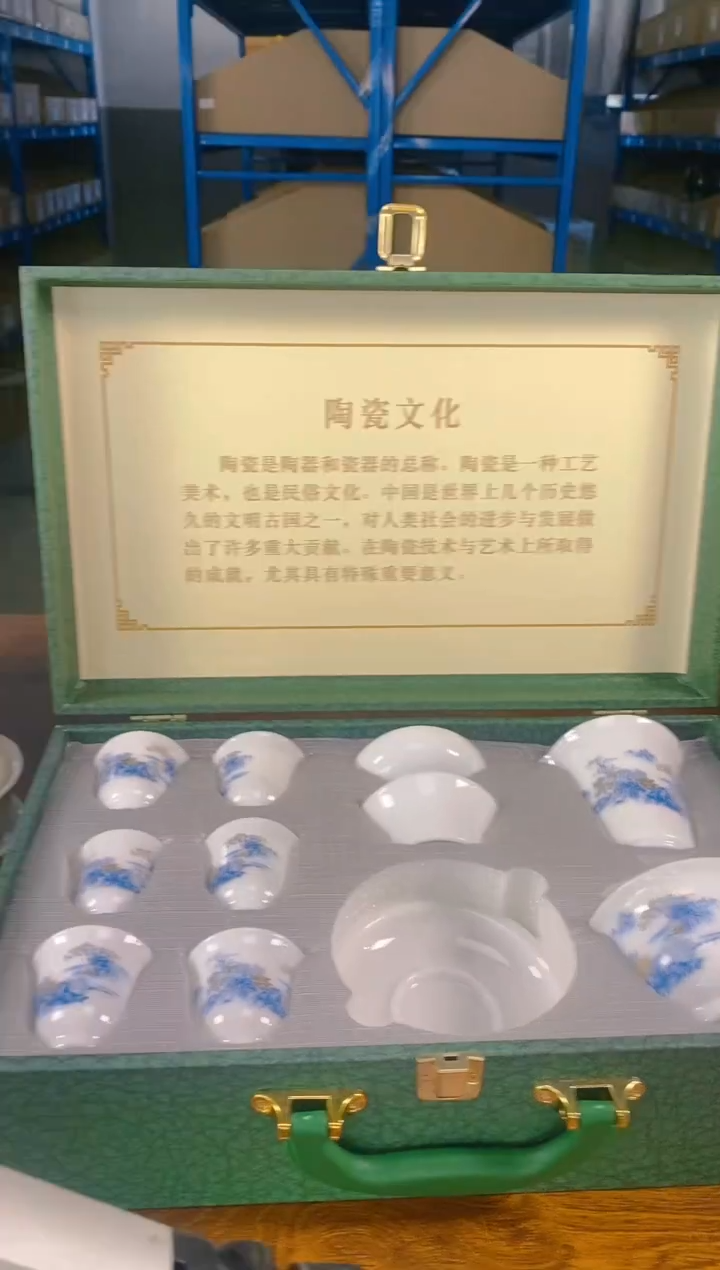 陶瓷文化
陶瓷是陶器和瓷器的总称。陶瓷是一种工艺
美术，也是民俗文化。中国是世界上几个历史悠
久的文明古国之一，对人类社会的进步与发展做
出了许多重大贡献。在陶瓷技术与艺术上所取得
的成就，尤其具有特殊重要意义。